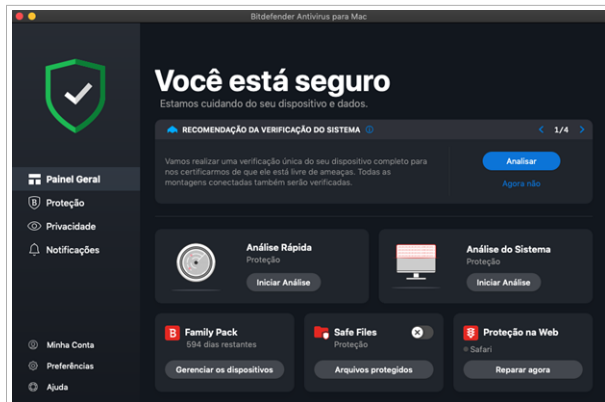 Bitdefender Antivirus para Mac
Você está seguro
Estamos cuidando do seu dispositivo e dados.
RECOMENDAÇÃO DA VERIFICAÇÃO DO SISTEMA
1/4
Vamos realizar uma verificação única do seu dispositivo completo para
nos certificarmos de que ele está livre de ameaças. Todas as
montagens conectadas também serão verificadas.
Analisar
Agora não
Painel Geral
Proteção
Privacidade
Notificações
Análise Rápida
Proteção
Iniciar Análise
Análise do Sistema
Proteção
Iniciar Análise
B
Family Pack
594 dias restantes
Gerenciar os dispositivos
Safe Files
Proteção
Arquivos protegidos
Proteção na Web
Safari
Reparar agora
Minha Conta
Preferências
Ajuda